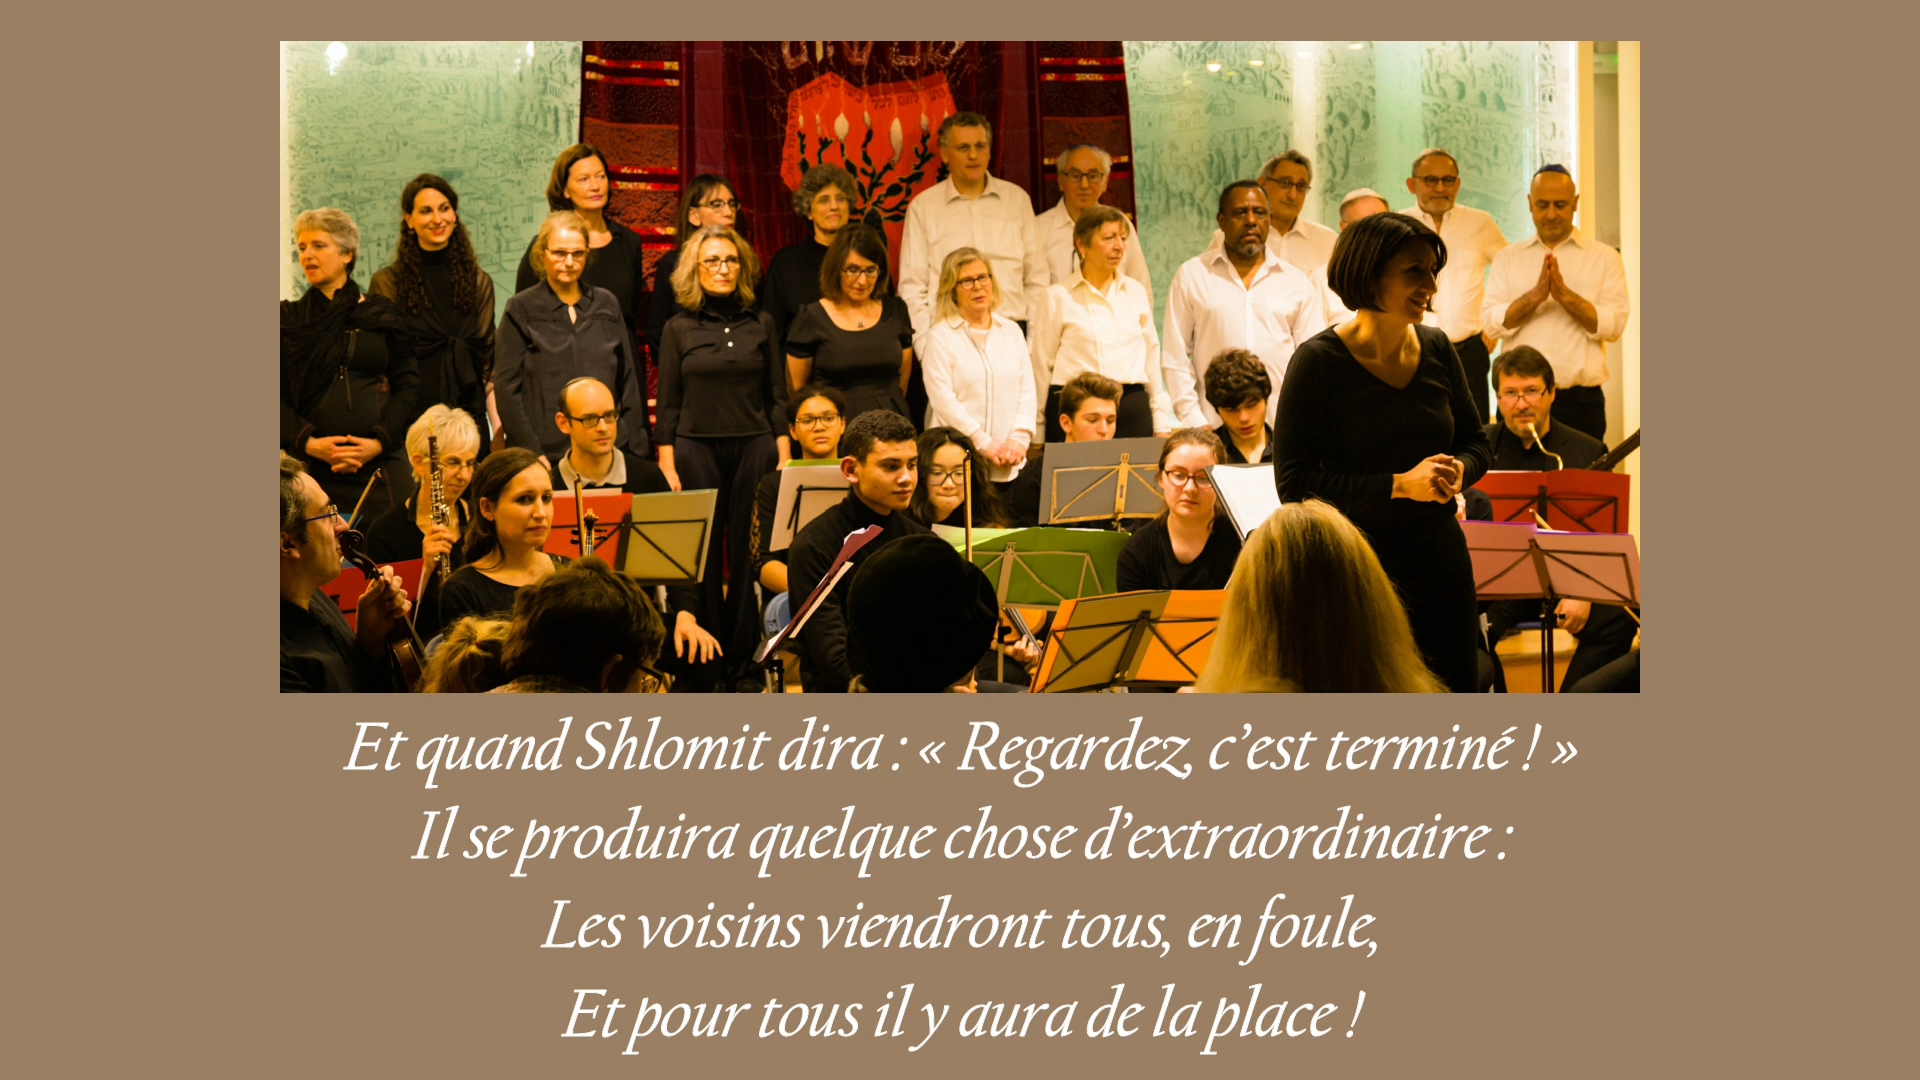 Et quand Shlomit dira : « Regardez, c’est terminé ! »
Il se produira quelque chose d’extraordinaire :
Les voisins viendront tous, en foule,
Et pour tous il y aura de la place !